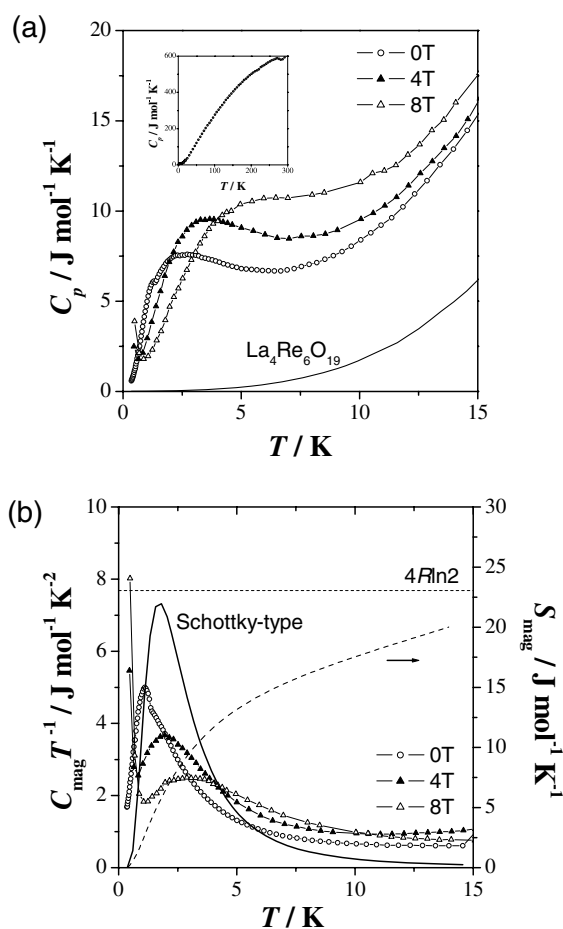 (a)
0T
4T
8T
C_p / J mol⁻¹ K⁻¹
20
15
10
5
0
600
400
200
0
0 100 200 300
T / K
C_p / J mol⁻¹ K⁻¹
La₄Re₆O₁₉
0 5 10 15
T / K
(b)
C_mag T⁻¹ / J mol⁻¹ K⁻²
10
8
6
4
2
0
4Rln2
Schottky-type
0T
4T
8T
30
25
20
15
10
5
0
S_mag / J mol⁻¹ K⁻¹
0 5 10 15
T / K